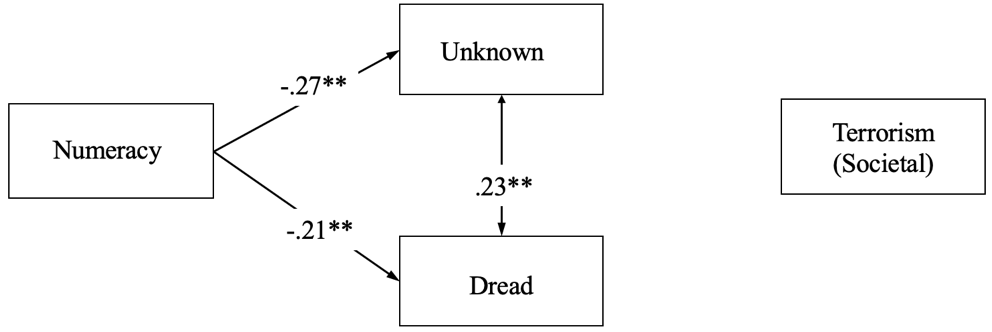 Unknown
-.27**
Numeracy
Terrorism
(Societal)
.23**
-.21**
Dread